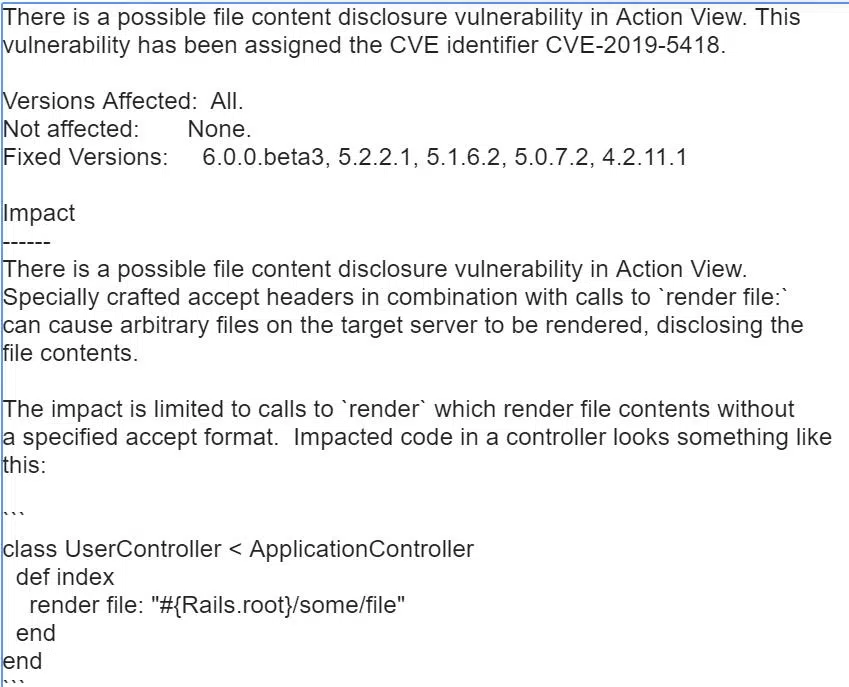 There is a possible file content disclosure vulnerability in Action View. This
vulnerability has been assigned the CVE identifier CVE-2019-5418.
Versions Affected:  All.
Not affected:       None.
Fixed Versions:     6.0.0.beta3, 5.2.2.1, 5.1.6.2, 5.0.7.2, 4.2.11.1
Impact
------
There is a possible file content disclosure vulnerability in Action View.
Specially crafted accept headers in combination with calls to `render file:`
can cause arbitrary files on the target server to be rendered, disclosing the
file contents.
The impact is limited to calls to `render` which render file contents without
a specified accept format.  Impacted code in a controller looks something like
this:
```
class UserController < ApplicationController
  def index
    render file: "#{Rails.root}/some/file"
  end
end
```